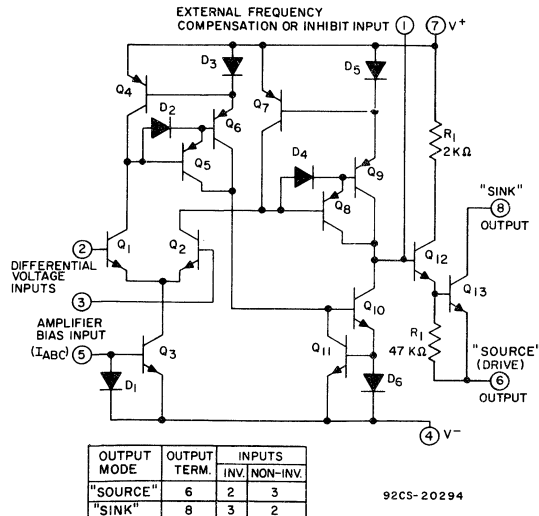 EXTERNAL FREQUENCY
COMPENSATION OR INHIBIT INPUT
1
7 V+
D3
D5
Q4
Q7
D2
Q6
R1
2KΩ
Q5
D4
Q9
Q8
"SINK"
8
OUTPUT
2
Q1
Q2
Q12
DIFFERENTIAL
VOLTAGE
INPUTS
Q13
3
Q10
AMPLIFIER
BIAS INPUT
(IABC) 5
Q3
Q11
R1
47 KΩ
"SOURCE"
(DRIVE)
6
OUTPUT
D1
D6
4 V-
OUTPUT MODE OUTPUT TERM. INPUTS
INV. NON-INV.
"SOURCE" 6 2 3
"SINK" 8 3 2
92CS-20294